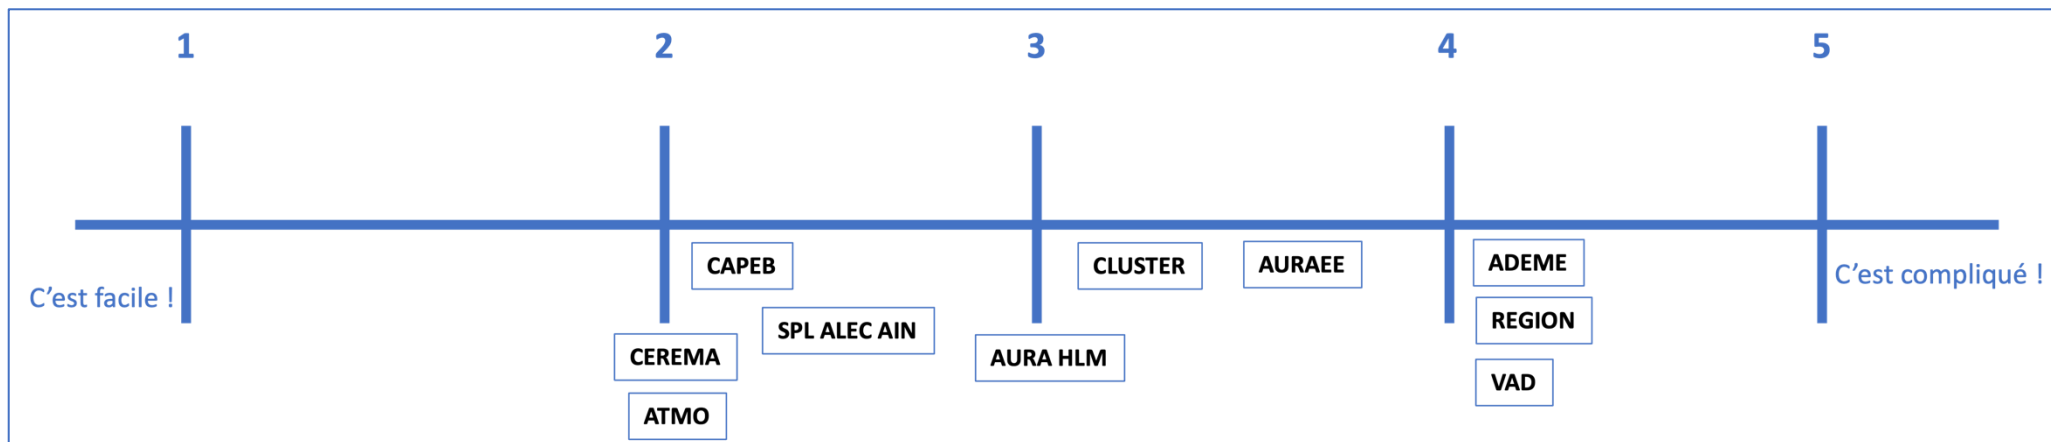 1
2
3
4
5
C'est facile !
C'est compliqué !
CAPEB
SPL ALEC AIN
CEREMA
ATMO
AURA HLM
CLUSTER
AURAEE
ADEME
REGION
VAD